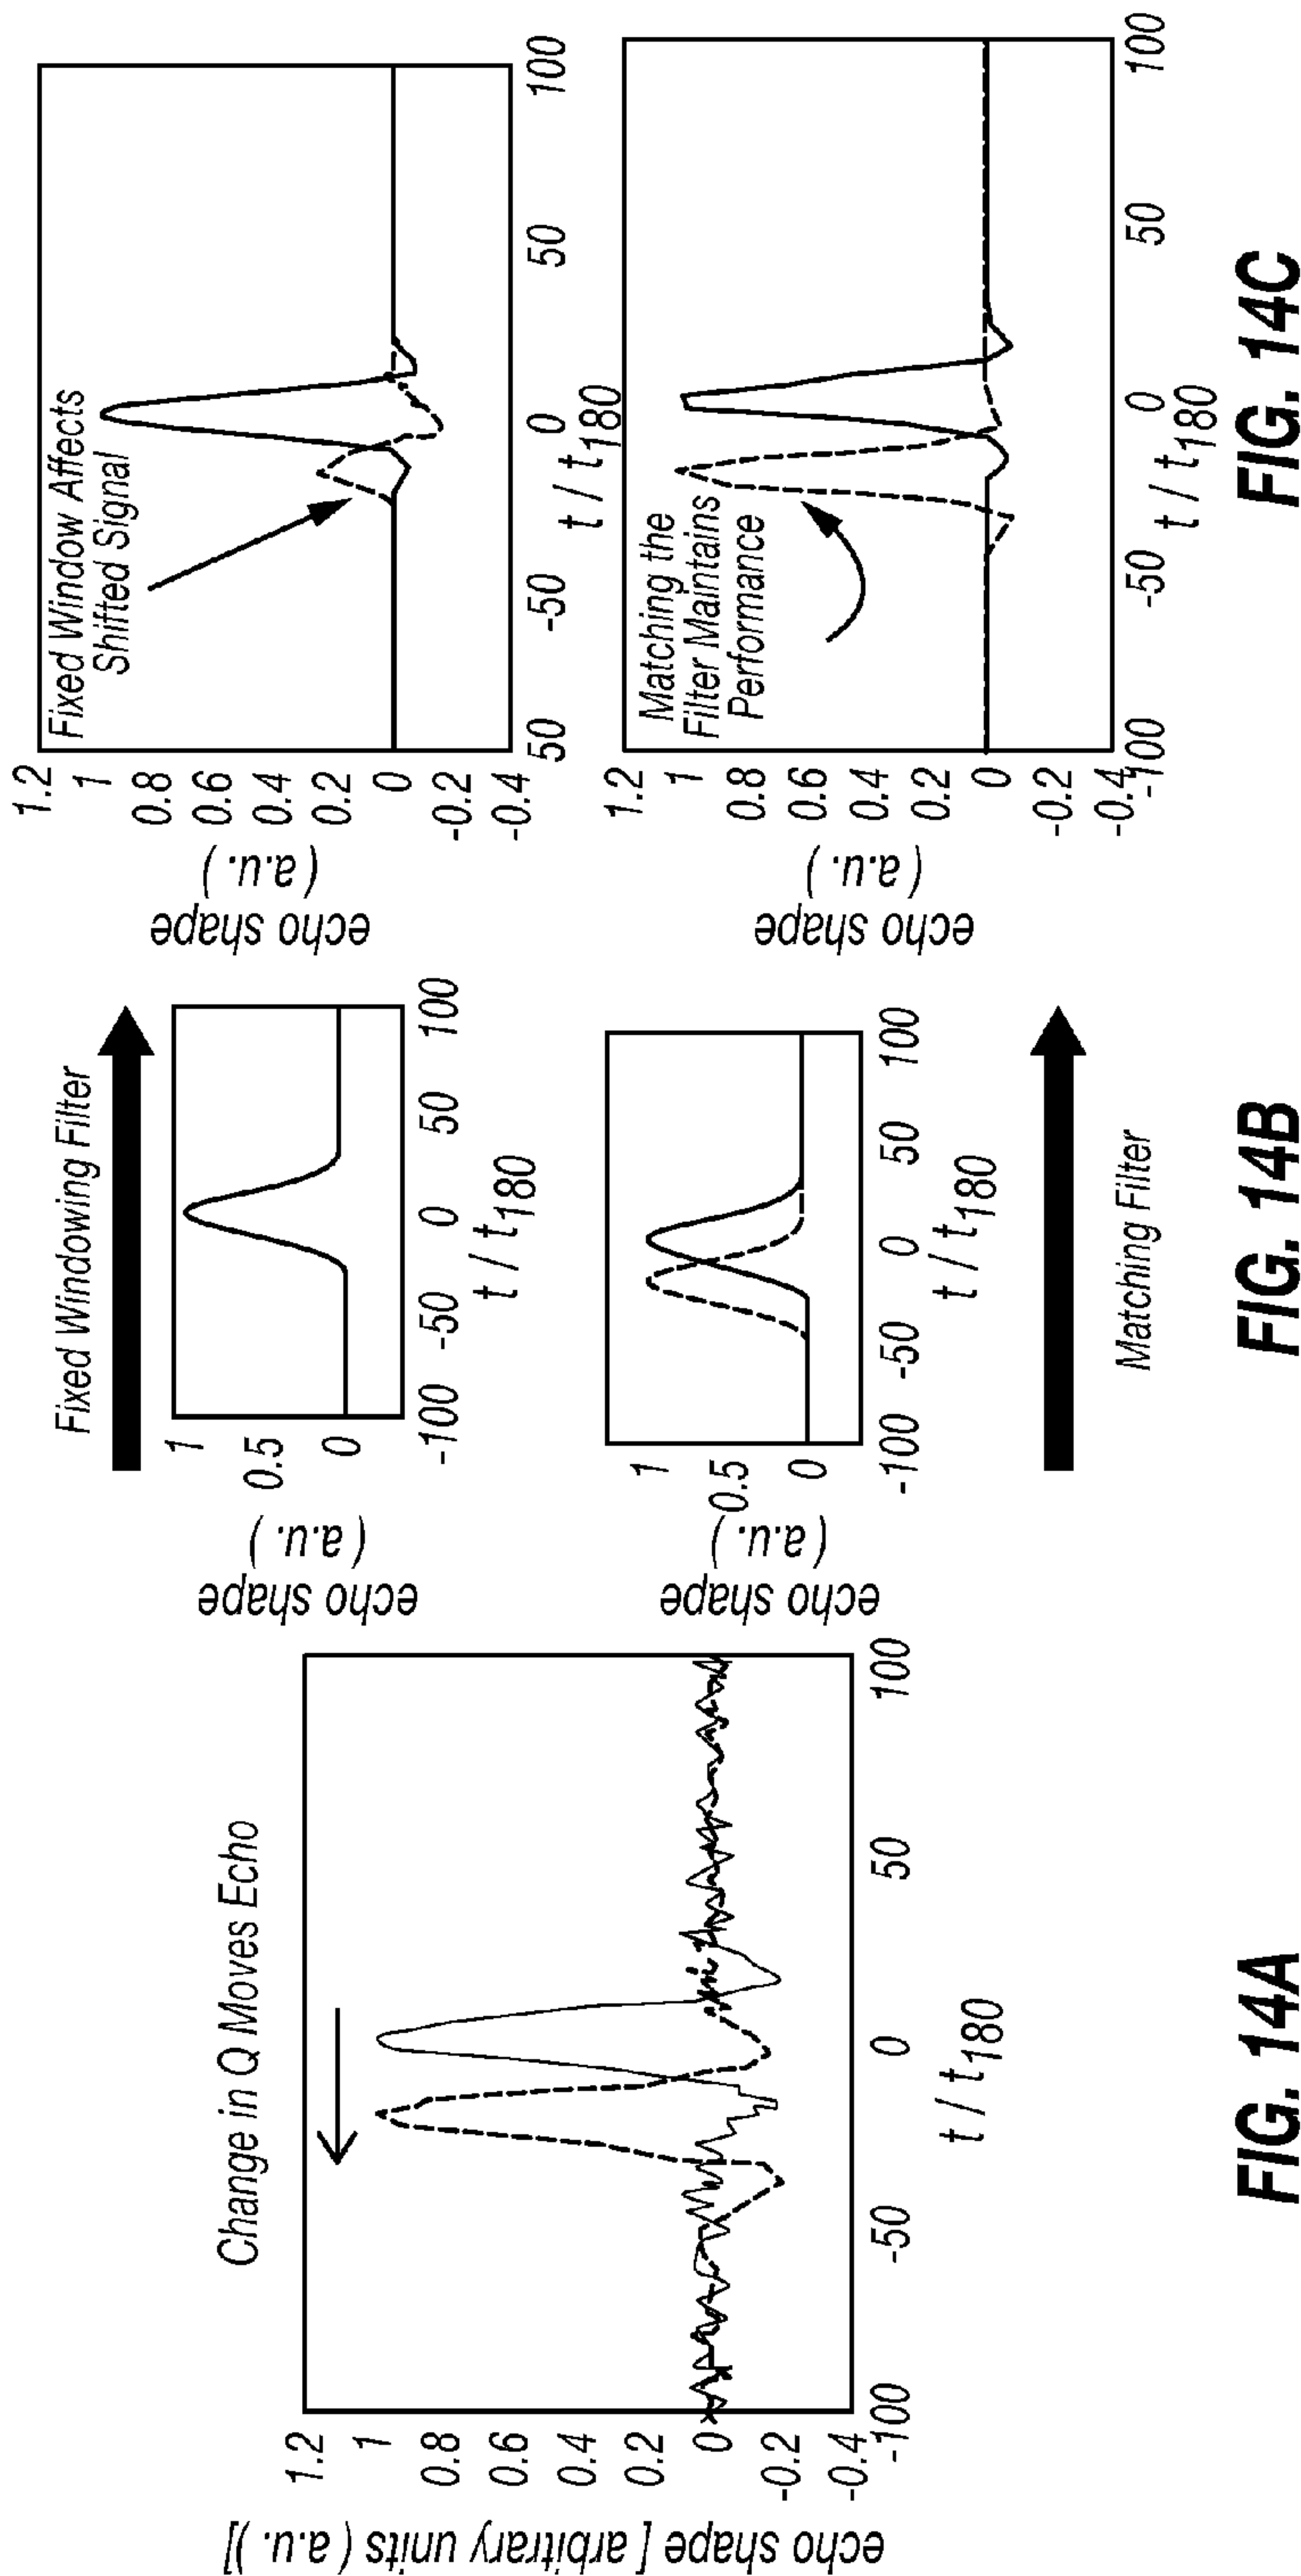 Change in Q Moves Echo
echo shape [ arbitrary units ( a.u. )]
1.2
1
0.8
0.6
0.4
0.2
0
-0.2
-0.4
-100
-50
0
50
100
t / t180
FIG. 14A
Fixed Windowing Filter
echo shape
( a.u. )
1
0.5
0
-100
-50
0
50
100
t / t180
echo shape
( a.u. )
1
0.5
0
-100
-50
0
50
100
t / t180
Matching Filter
FIG. 14B
echo shape
( a.u. )
1.2
1
0.8
0.6
0.4
0.2
0
-0.2
-0.4
Fixed Window Affects
Shifted Signal
50
-50
0
50
100
t / t180
echo shape
( a.u. )
1.2
1
0.8
0.6
0.4
0.2
0
-0.2
-0.4
Matching the
Filter Maintains
Performance
-100
-50
0
50
100
t / t180
FIG. 14C